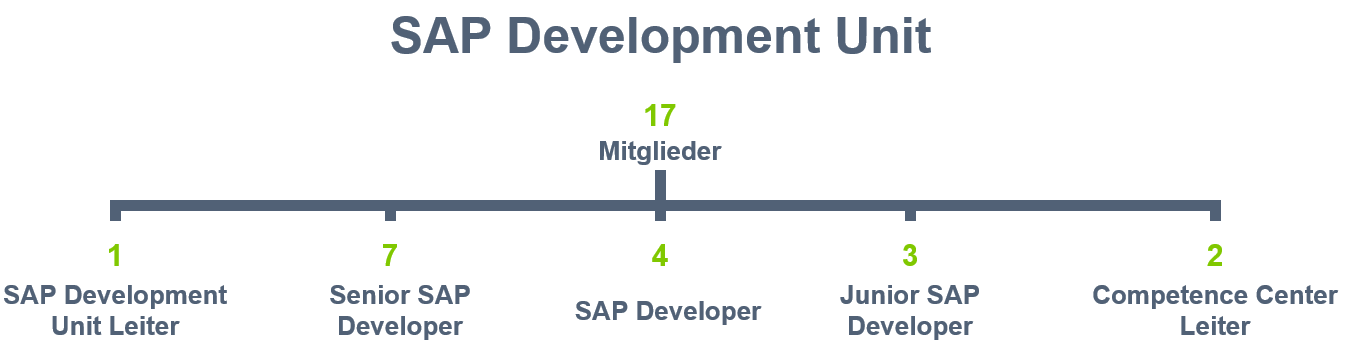 SAP Development Unit
17
Mitglieder
1
SAP Development
Unit Leiter
7
Senior SAP
Developer
4
SAP Developer
3
Junior SAP
Developer
2
Competence Center
Leiter